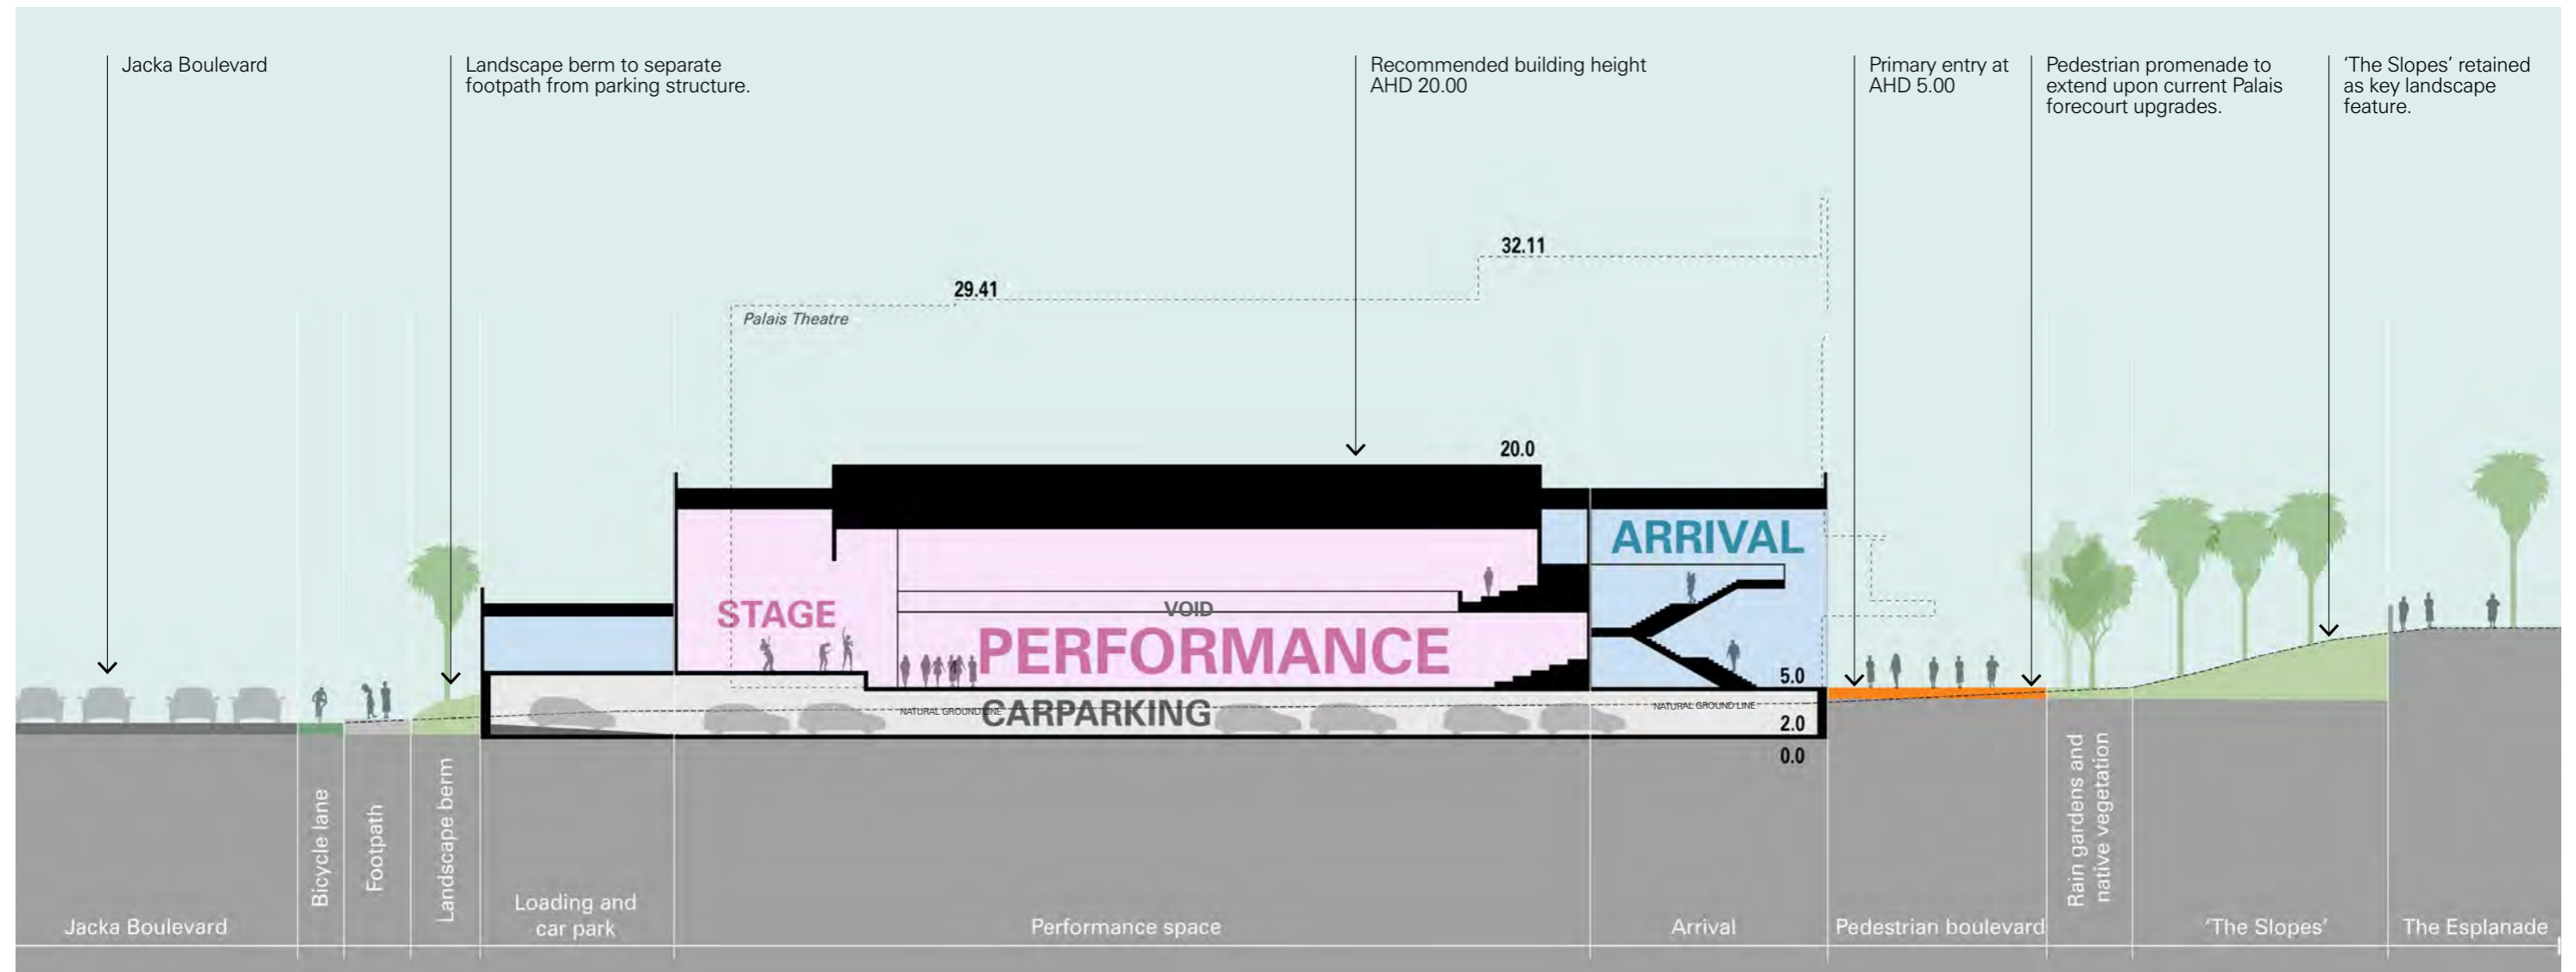 Jacka Boulevard
Landscape berm to separate
footpath from parking structure.
Recommended building height
AHD 20.00
Primary entry at
AHD 5.00
Pedestrian promenade to
extend upon current Palais
forecourt upgrades.
‘The Slopes’ retained
as key landscape
feature.
32.11
29.41
Palais Theatre
20.0
ARRIVAL
STAGE
VOID
PERFORMANCE
5.0
NATURAL GROUND LINE
CARPARKING
NATURAL GROUND LINE
2.0
0.0
Jacka Boulevard
Bicycle lane
Footpath
Landscape berm
Loading and
car park
Performance space
Arrival
Pedestrian boulevard
Rain gardens and
native vegetation
‘The Slopes’
The Esplanade